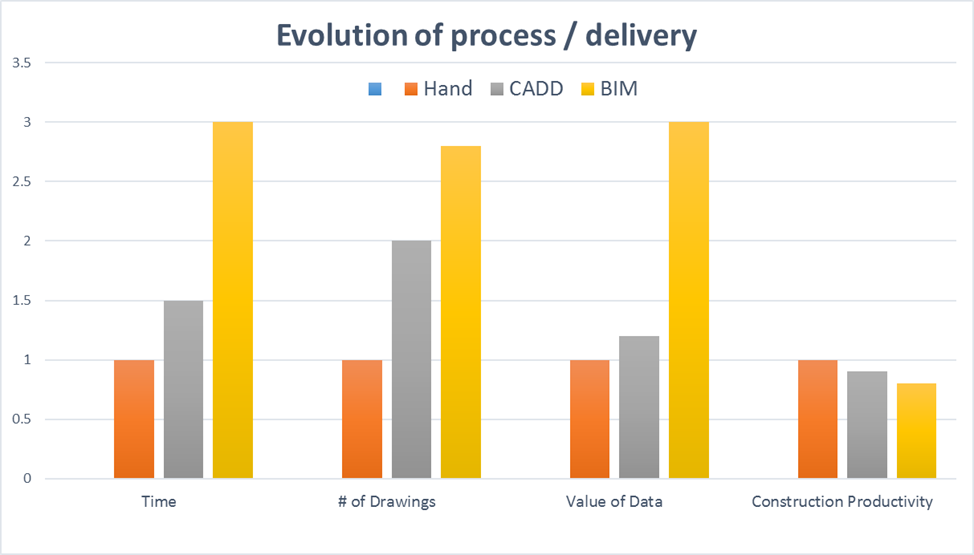 Evolution of process / delivery
3.5
Hand CADD BIM
3
2.5
2
1.5
1
0.5
0
Time # of Drawings Value of Data Construction Productivity